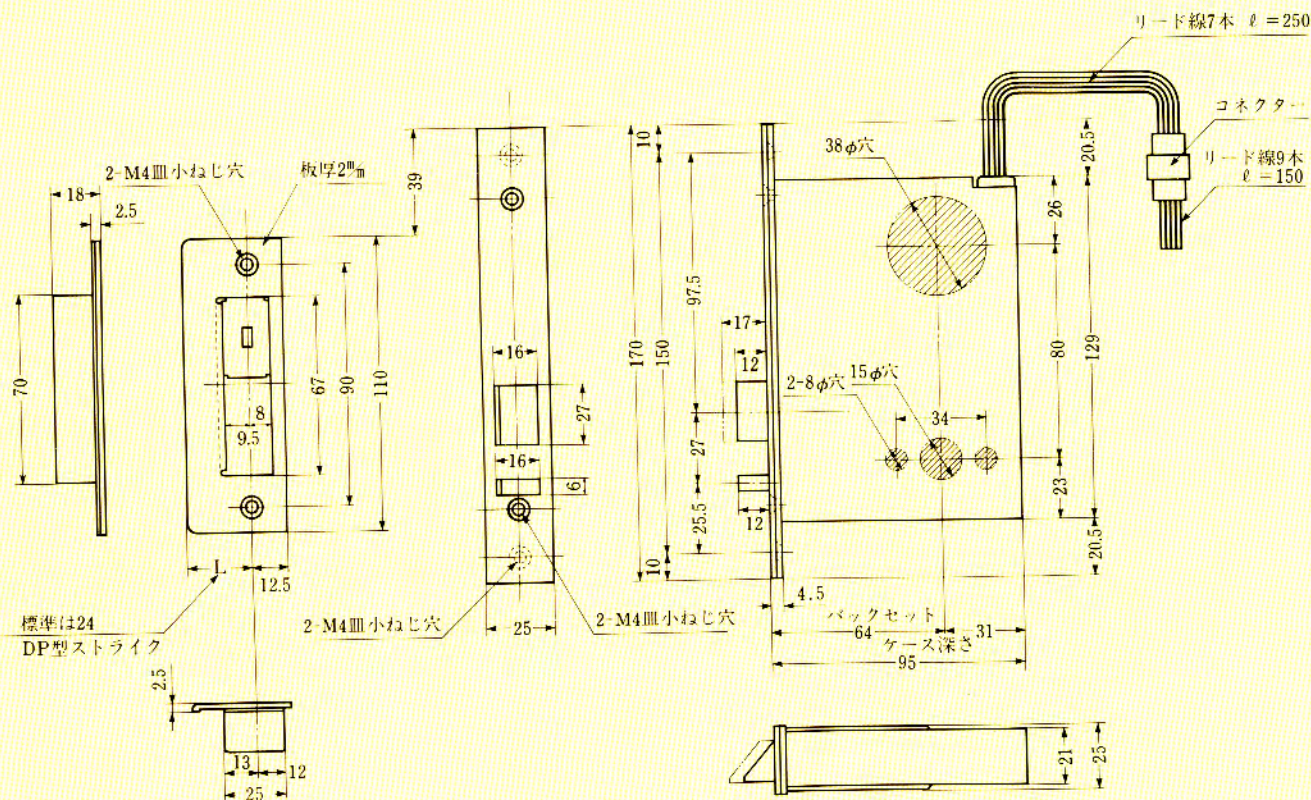 リード線7本 ℓ=250
コネクター
リード線9本
ℓ=150
20.5
10
38φ穴
39
2-M4皿小ねじ穴
板厚2㎜
18
2.5
26
97.5
17
12
16
170
150
80
129
70
67
90
110
8
9.5
27
2-8φ穴
15φ穴
34
27
16
6
12
25.5
23
10
20.5
L
12.5
4.5
標準は24
DP型ストライク
2-M4皿小ねじ穴
25
2-M4皿小ねじ穴
バックセット
64
31
ケース深さ
95
2.5
13
12
25
21
25